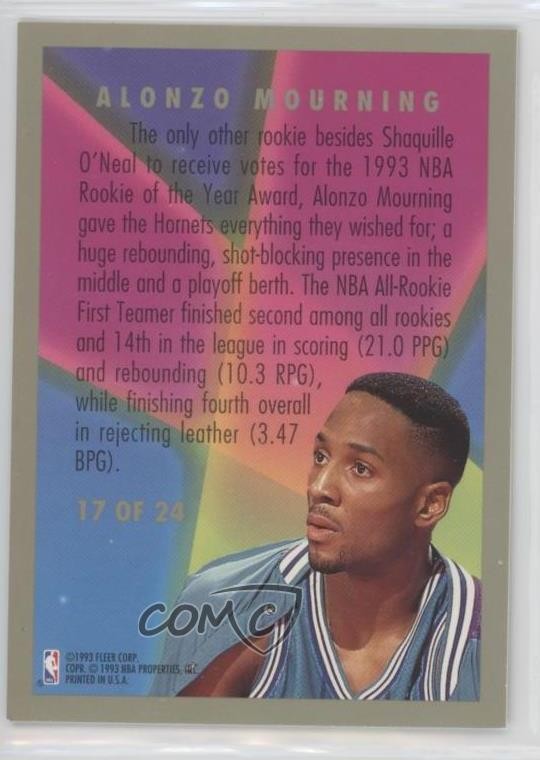 ALONZO MOURNING
The only other rookie besides Shaquille
O'Neal to receive votes for the 1993 NBA
Rookie of the Year Award, Alonzo Mourning
gave the Hornets everything they wished for; a
huge rebounding, shot-blocking presence in the
middle and a playoff berth. The NBA All-Rookie
First Teamer finished second among all rookies
and 14th in the league in scoring (21.0 PPG)
and rebounding (10.3 RPG),
while finishing fourth overall
in rejecting leather (3.47
BPG).
17 OF 24
COMC
©1993 FLEER CORP.
COPR. © 1993 NBA PROPERTIES, INC.
PRINTED IN U.S.A.